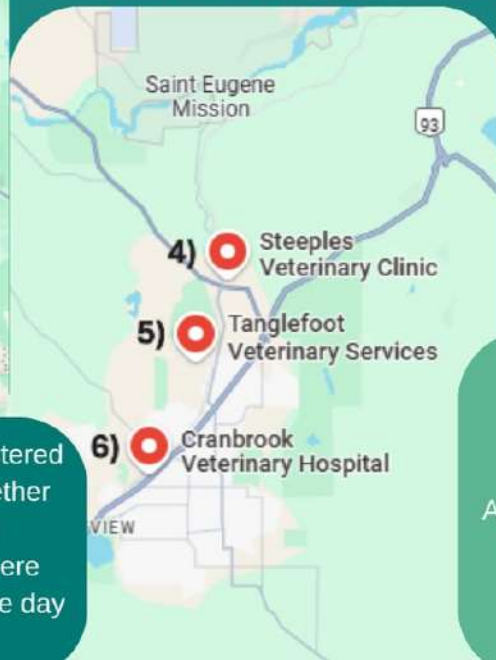 Saint Eugene
Mission
93
4) Steeples
Veterinary Clinic
5) Tanglefoot
Veterinary Services
6) Cranbrook
Veterinary Hospital
VIEW
tered
ether
ere
e day
A